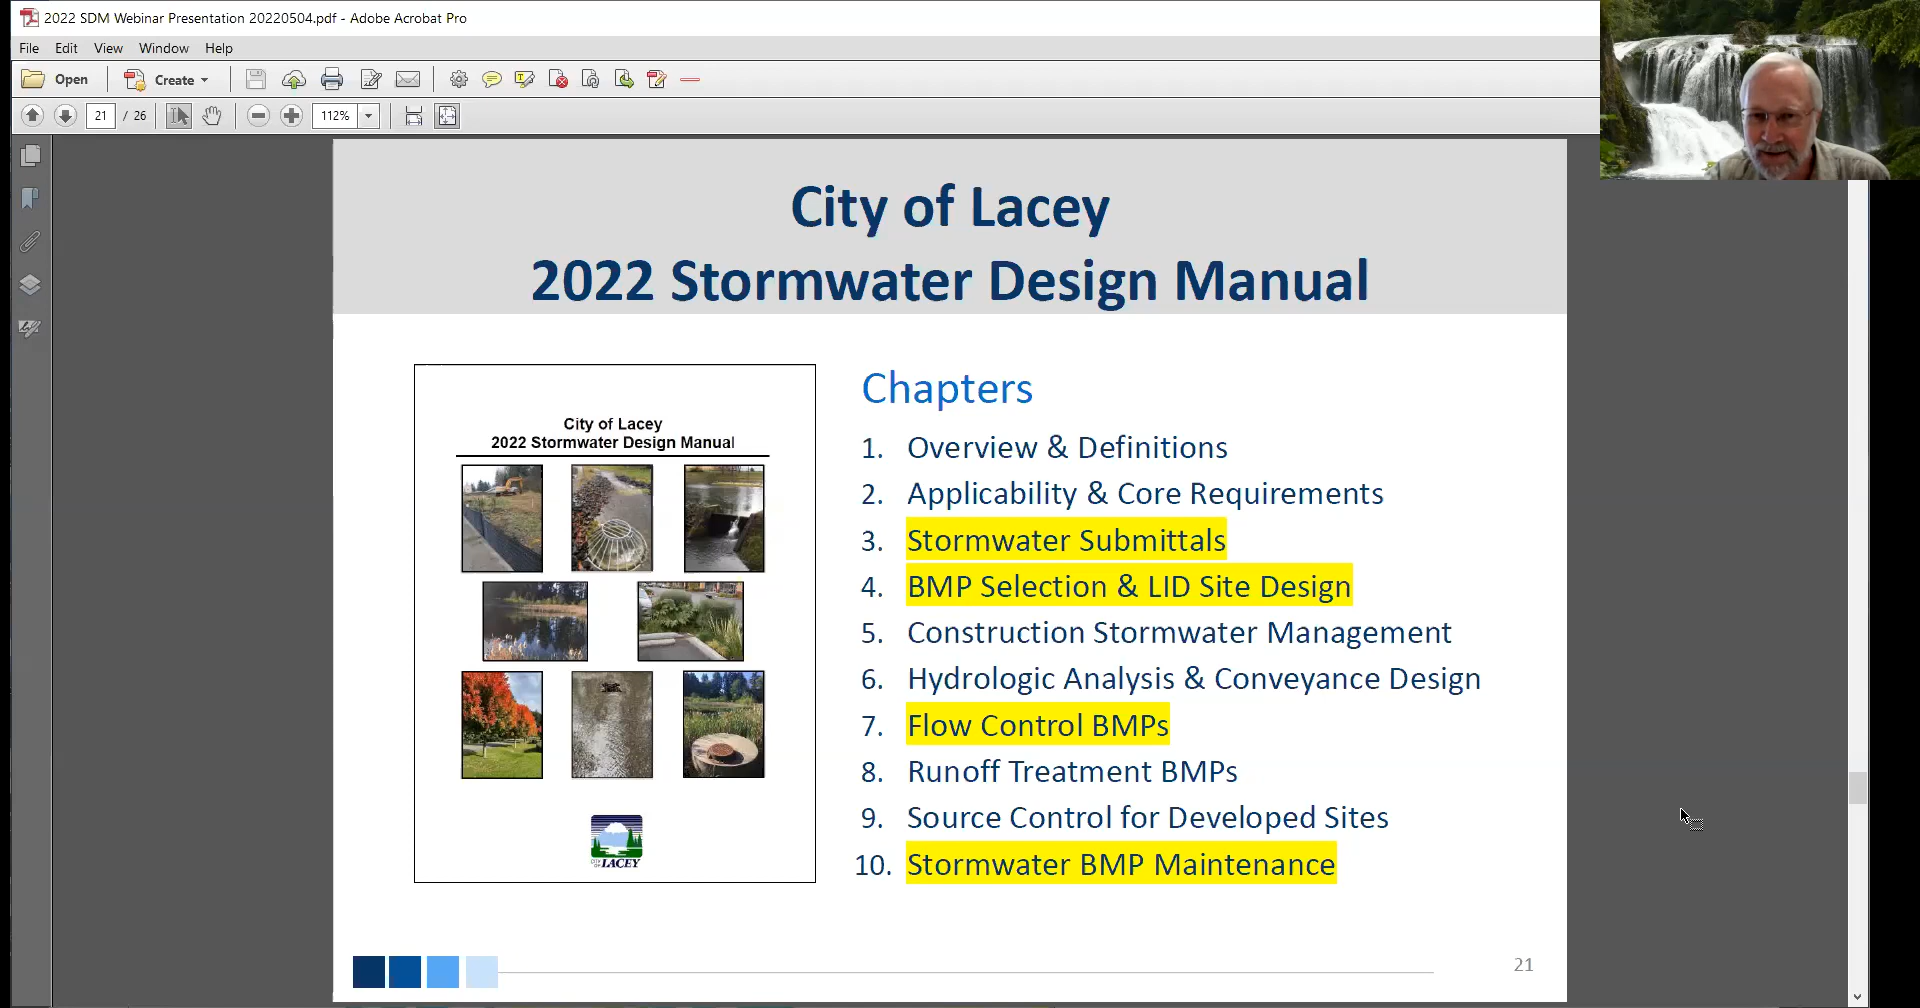 2022 SDM Webinar Presentation 20220504.pdf - Adobe Acrobat Pro
File Edit View Window Help
Open Create
21 / 26 112%
City of Lacey
2022 Stormwater Design Manual
City of Lacey
2022 Stormwater Design Manual
CITY OF LACEY
Chapters
1. Overview & Definitions
2. Applicability & Core Requirements
3. Stormwater Submittals
4. BMP Selection & LID Site Design
5. Construction Stormwater Management
6. Hydrologic Analysis & Conveyance Design
7. Flow Control BMPs
8. Runoff Treatment BMPs
9. Source Control for Developed Sites
10. Stormwater BMP Maintenance
21